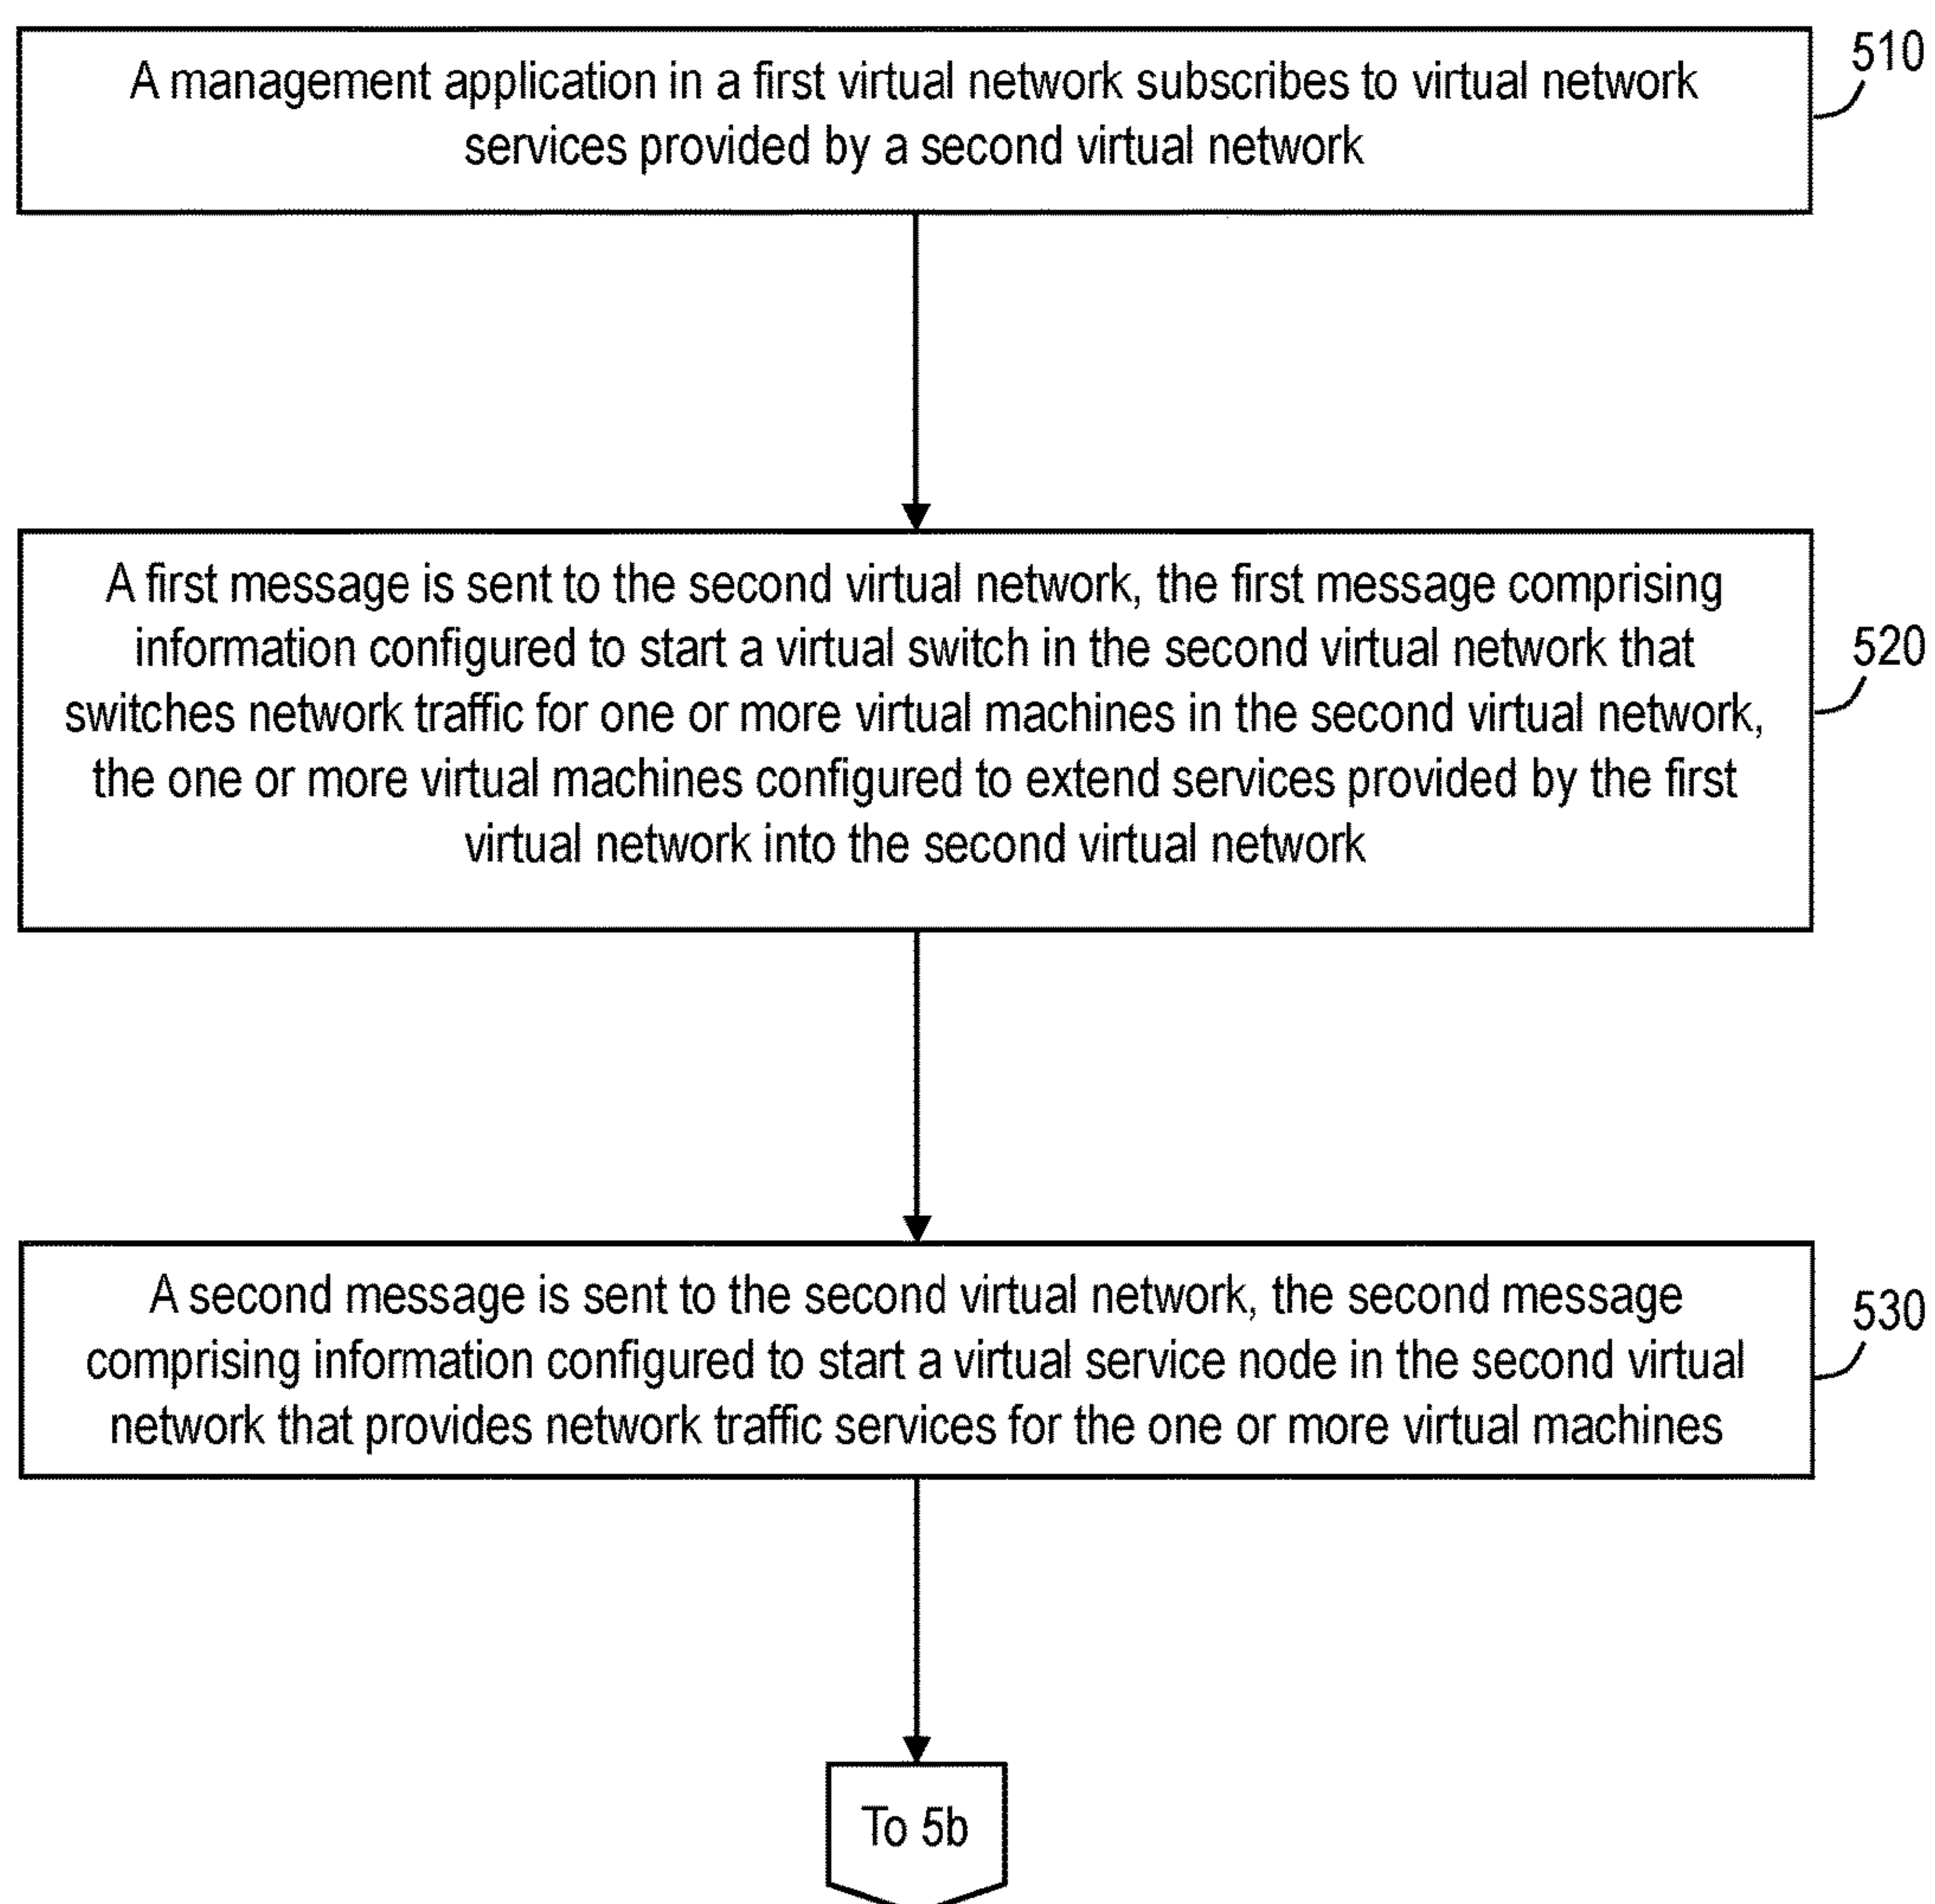 510
A management application in a first virtual network subscribes to virtual network
services provided by a second virtual network
A first message is sent to the second virtual network, the first message comprising
information configured to start a virtual switch in the second virtual network that
switches network traffic for one or more virtual machines in the second virtual network,
the one or more virtual machines configured to extend services provided by the first
virtual network into the second virtual network
520
A second message is sent to the second virtual network, the second message
comprising information configured to start a virtual service node in the second virtual
network that provides network traffic services for the one or more virtual machines
530
To 5b